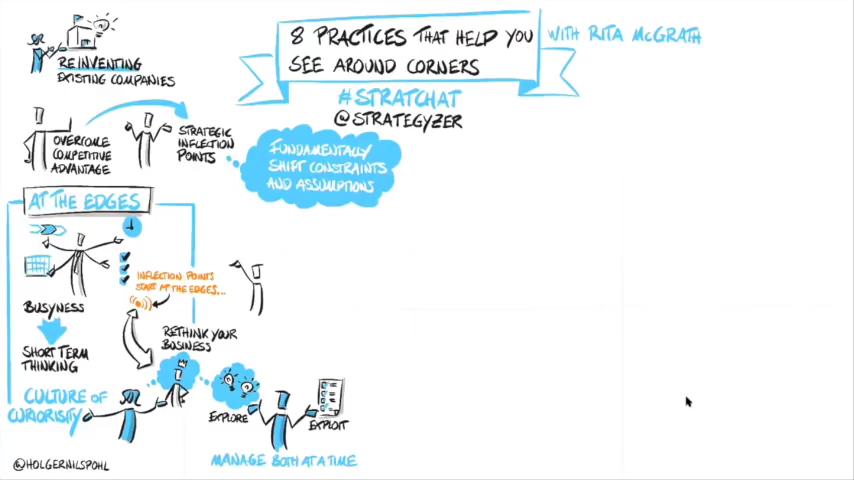 8 PRACTICES THAT HELP YOU
SEE AROUND CORNERS
WITH RITA McGRATH
#STRATCHAT
@STRATEGYZER
REINVENTING
EXISTING COMPANIES
OVERCOME
COMPETITIVE
ADVANTAGE
STRATEGIC
INFLECTION
POINTS
FUNDAMENTALLY
SHIFT CONSTRAINTS
AND ASSUMPTIONS
AT THE EDGES
INFLECTION POINTS
START AT THE EDGES...
BUSYNESS
SHORT TERM
THINKING
RETHINK YOUR
BUSINESS
CULTURE OF
CURIORISITY
EXPLORE
EXPLOIT
MANAGE BOTH AT A TIME
@HOLGERNILSPOHL